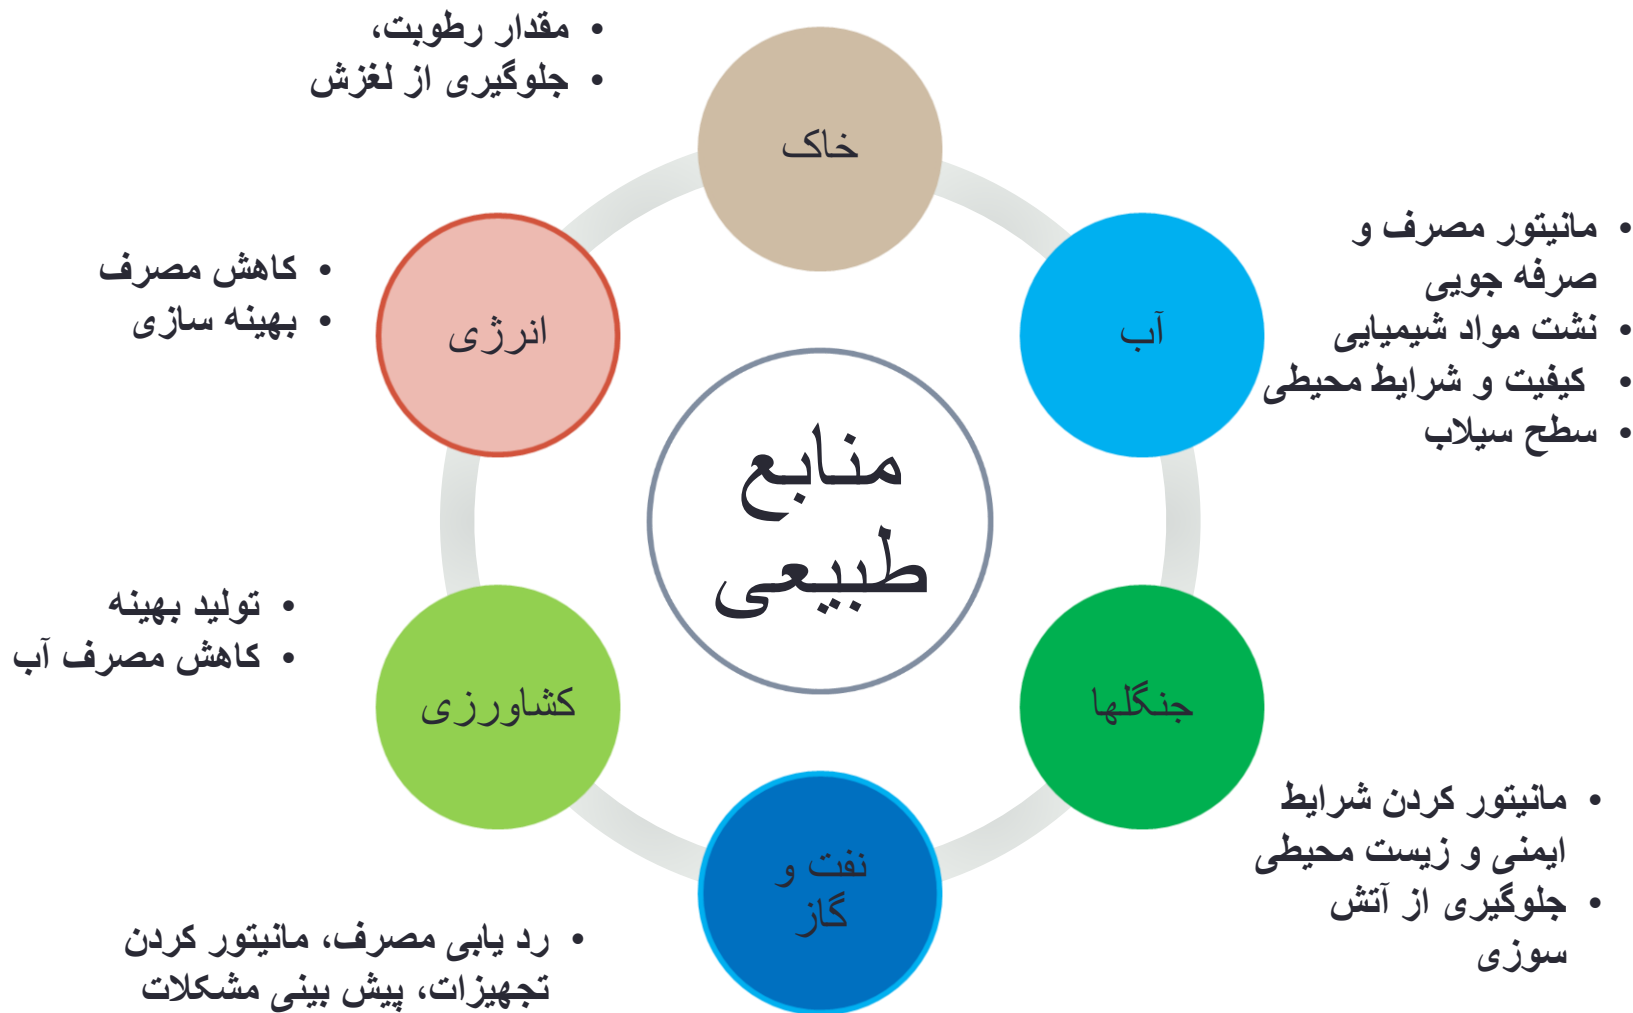 • مقدار رطوبت،
• جلوگیری از لغزش
خاک
• مانیتور مصرف و
صرفه جویی
• نشت مواد شیمیایی
• کیفیت و شرایط محیطی
• سطح سیلاب
آب
• کاهش مصرف
• بهینه سازی
انرژی
منابع
طبیعی
• تولید بهینه
• کاهش مصرف آب
کشاورزی
جنگلها
• مانیتور کردن شرایط
ایمنی و زیست محیطی
• جلوگیری از آتش
سوزی
نفت و
گاز
• رد یابی مصرف، مانیتور کردن
تجهیزات، پیش بینی مشکلات